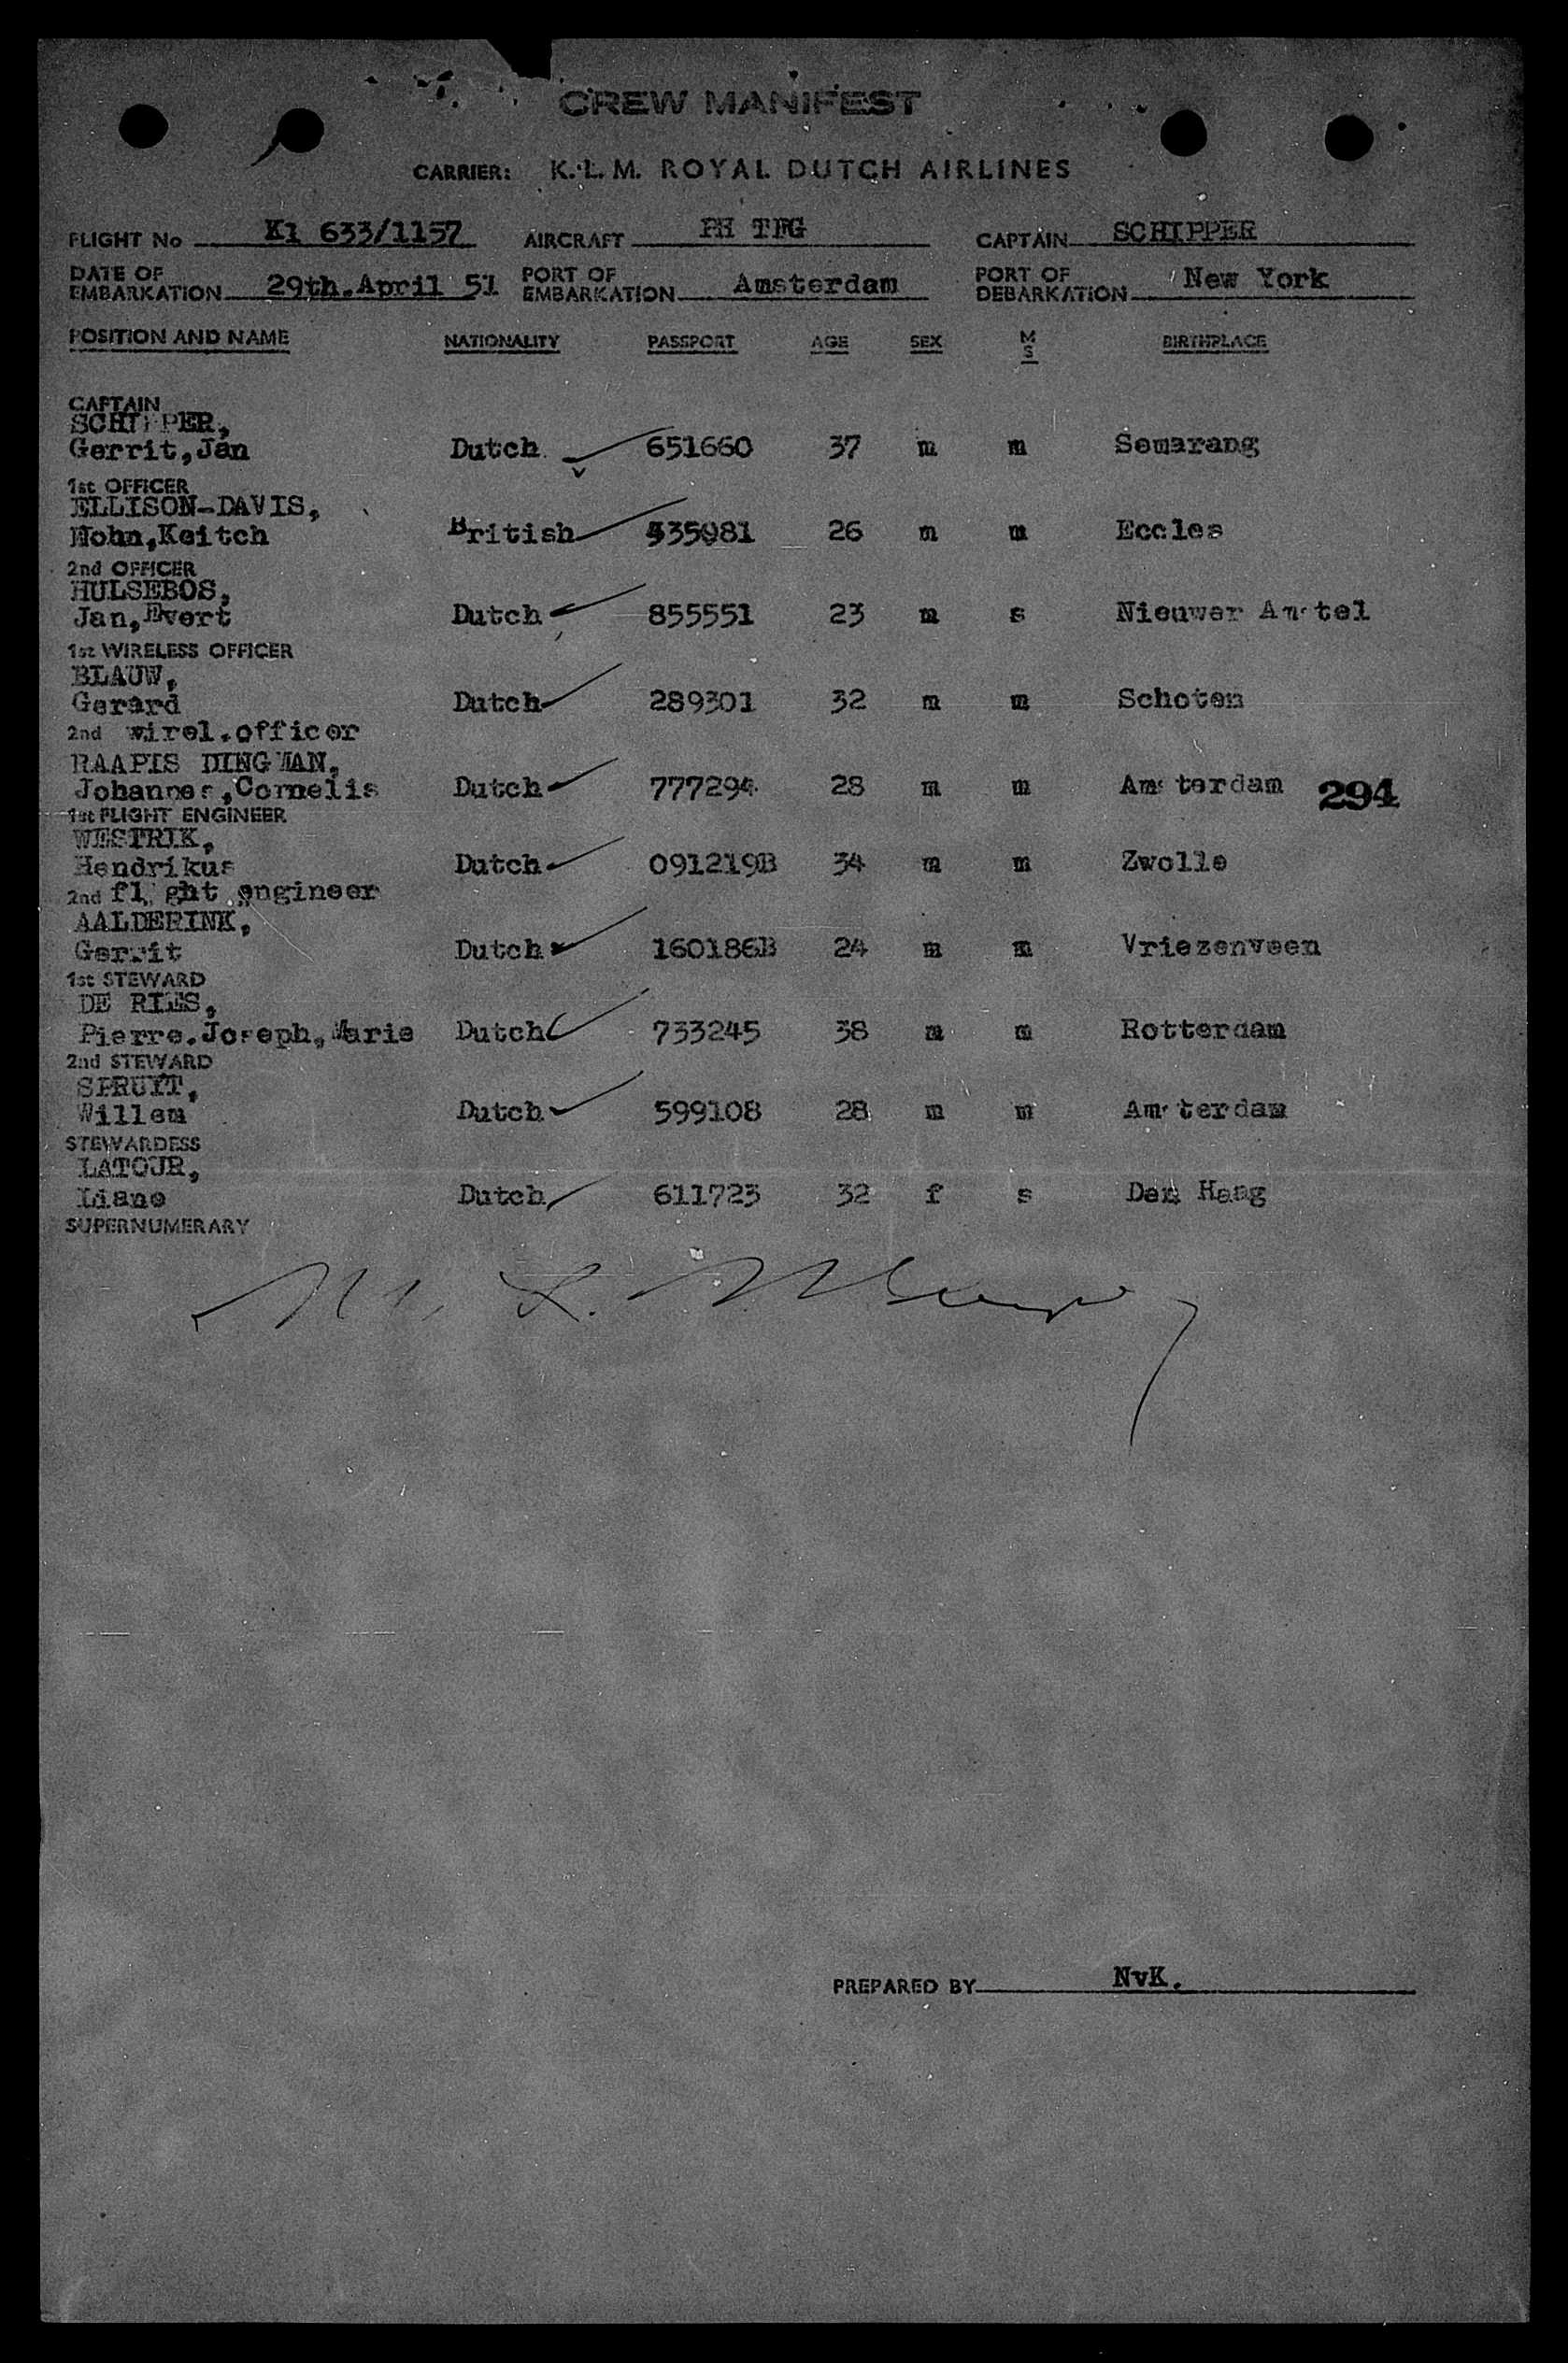 CREW MANIFEST
CARRIER: K.L.M. ROYAL DUTCH AIRLINES
FLIGHT No Kl 633/1157 AIRCRAFT PH CAPTAIN SCHIPPER
DATE OF EMBARKATION 29th.April 51 PORT OF EMBARKATION Amsterdam PORT OF DEBARKATION New York
POSITION AND NAME NATIONALITY PASSPORT AGE SEX M S BIRTHPLACE
CAPTAIN
SCHIPPER,
Gerrit,Jan Dutch 651660 37 m m Semarang
1st OFFICER
ELLISON-DAVIS,
Keitch British 26 m m Eccles
2nd OFFICER
HULSEBOS,
Jan,Evert Dutch 855551 23 m s Nieuwer Amstel
1st WIRELESS OFFICER
BLAUW,
Gerard Dutch 289301 32 m m Schoten
2nd wirel.officer
RAAPIS DINGMAN,
Johannes,Cornelis Dutch 777294 28 m m Amsterdam 294
1st FLIGHT ENGINEER
WESTRIK,
Hendrikus Dutch 091219B 34 m m Zwolle
2nd flight engineer
AALDERINK,
Gerrit Dutch 160186B 24 m m Vriezenveen
1st STEWARD
DE
Pierre.Joseph,Marie Dutch 733245 38 m m Rotterdam
2nd STEWARD
SPRUYT,
Willem Dutch 599108 28 m m Amsterdam
STEWARDESS
LATOUR,
Liane Dutch 611723 32 f s Den Haag
SUPERNUMERARY
PREPARED BY NvK.